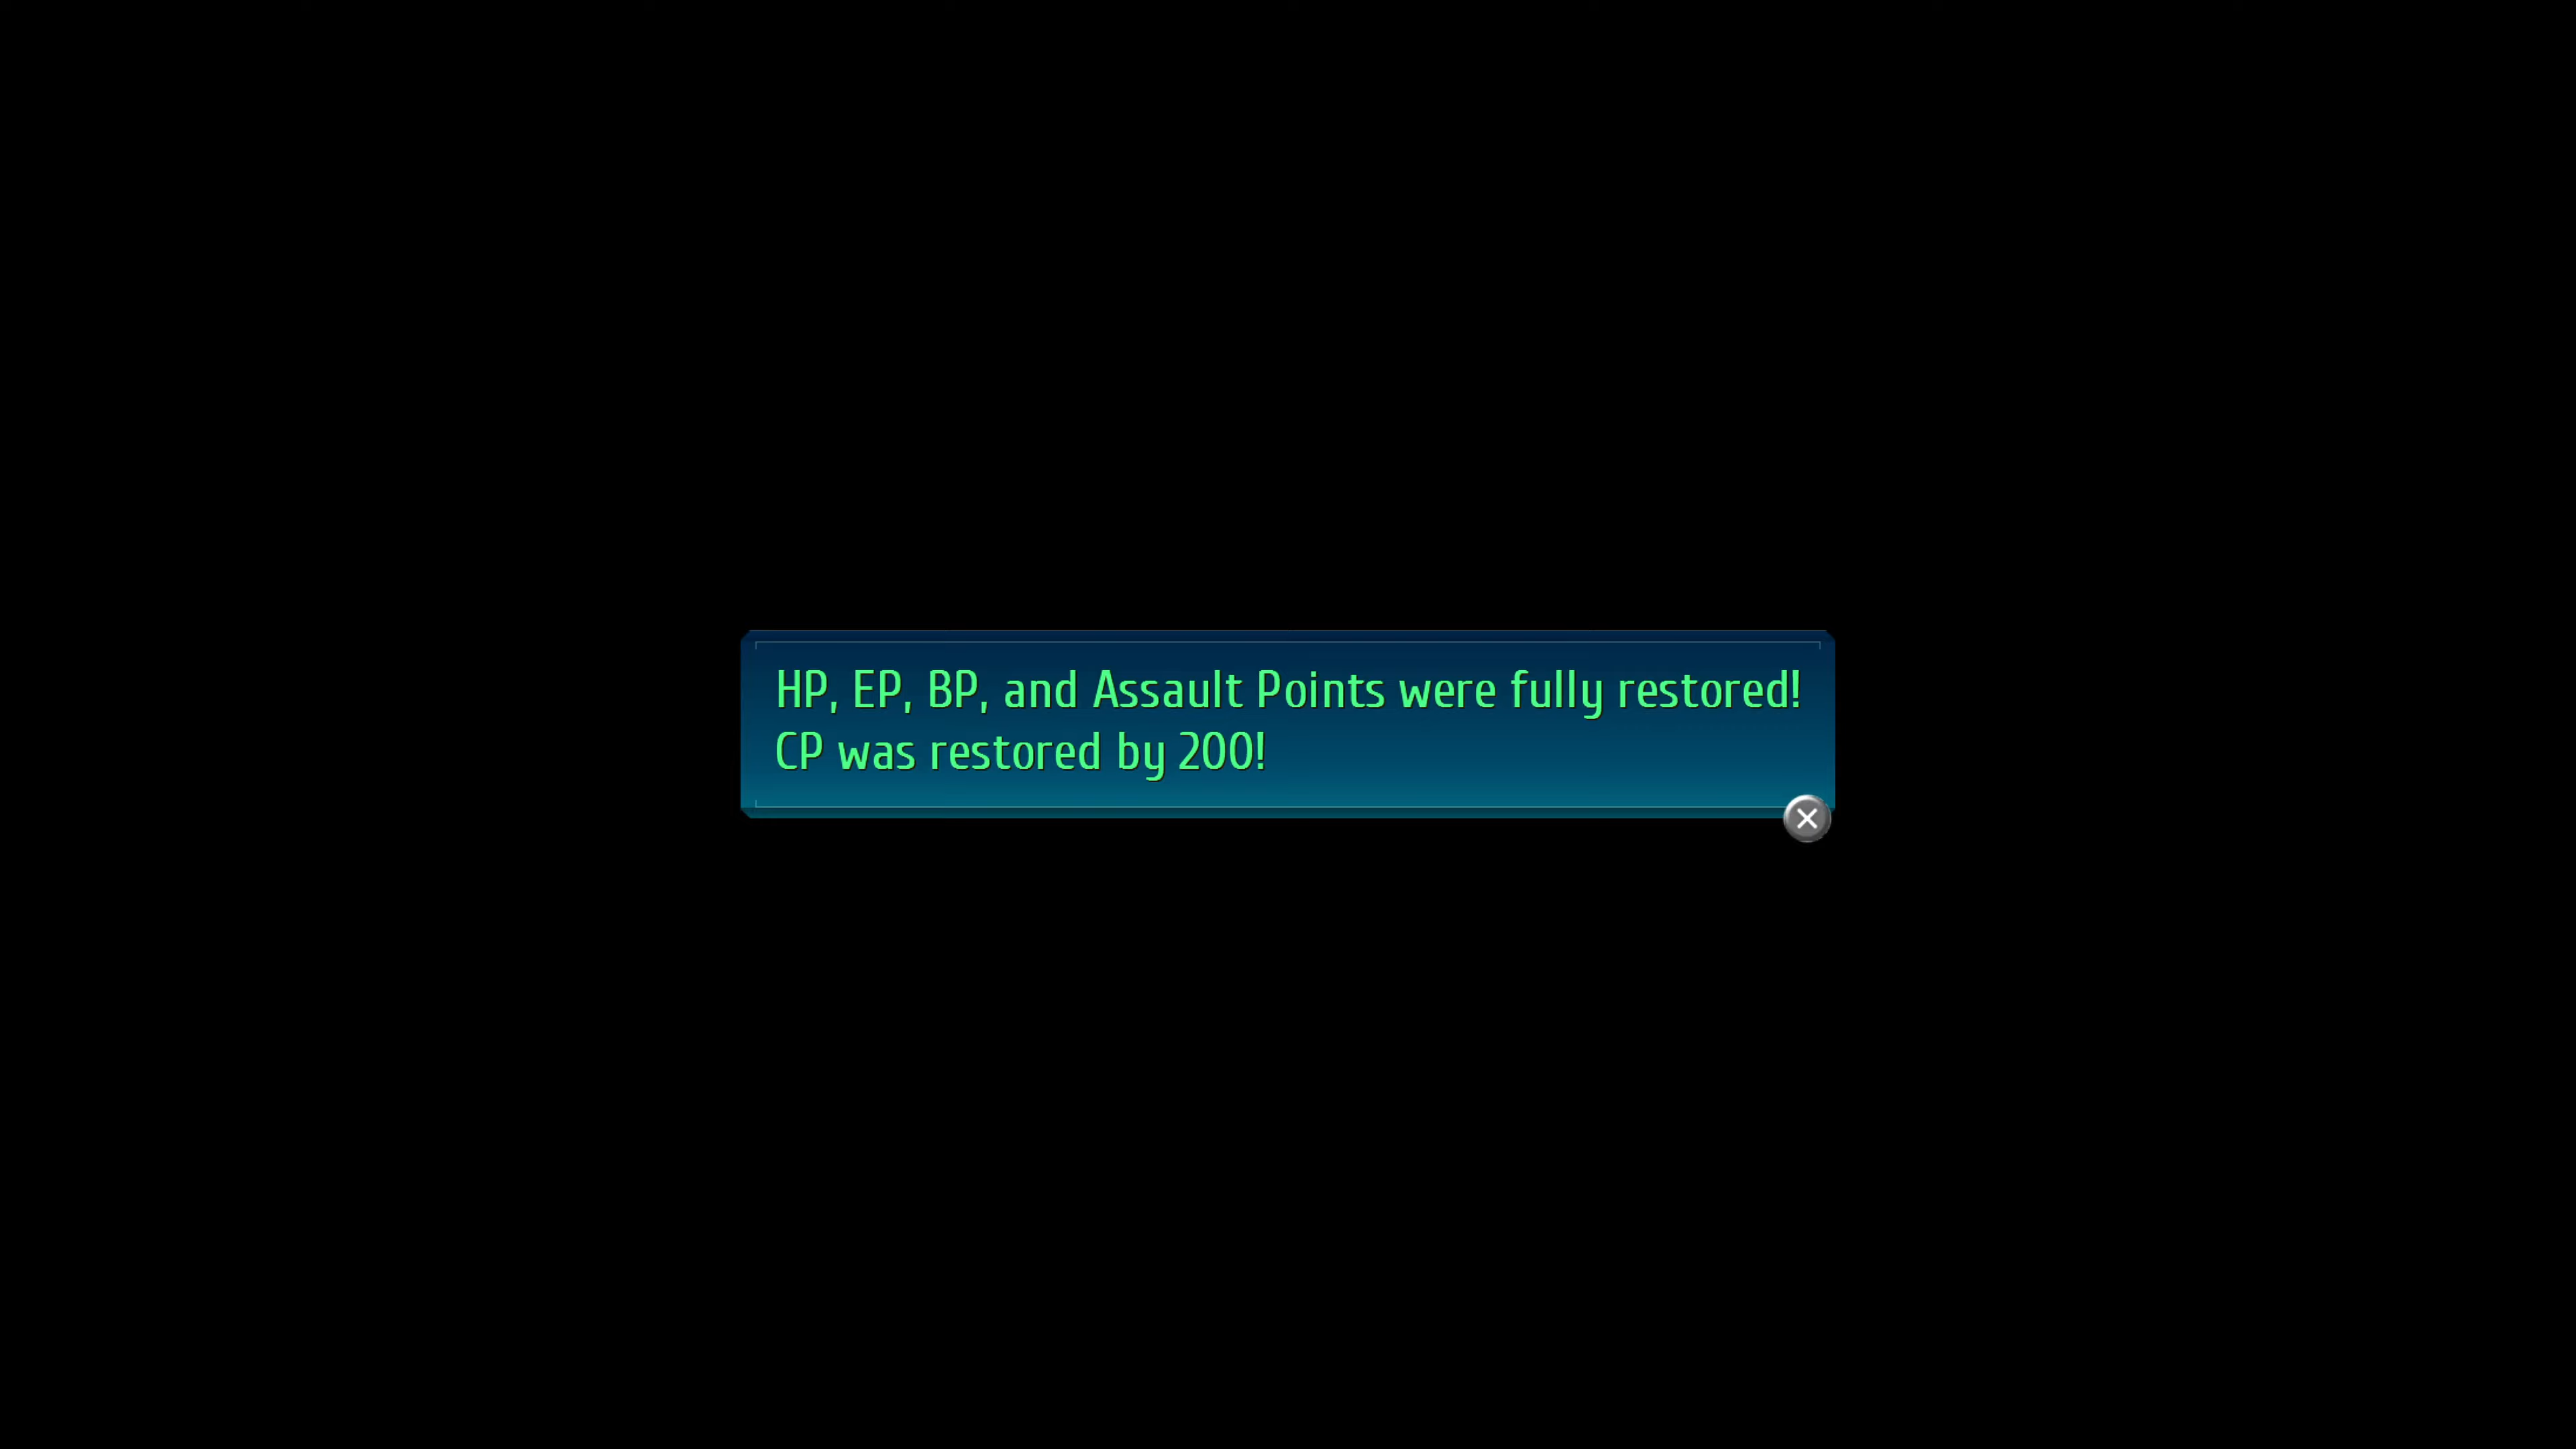 HP, EP, BP, and Assault Points were fully restored!
CP was restored by 200!